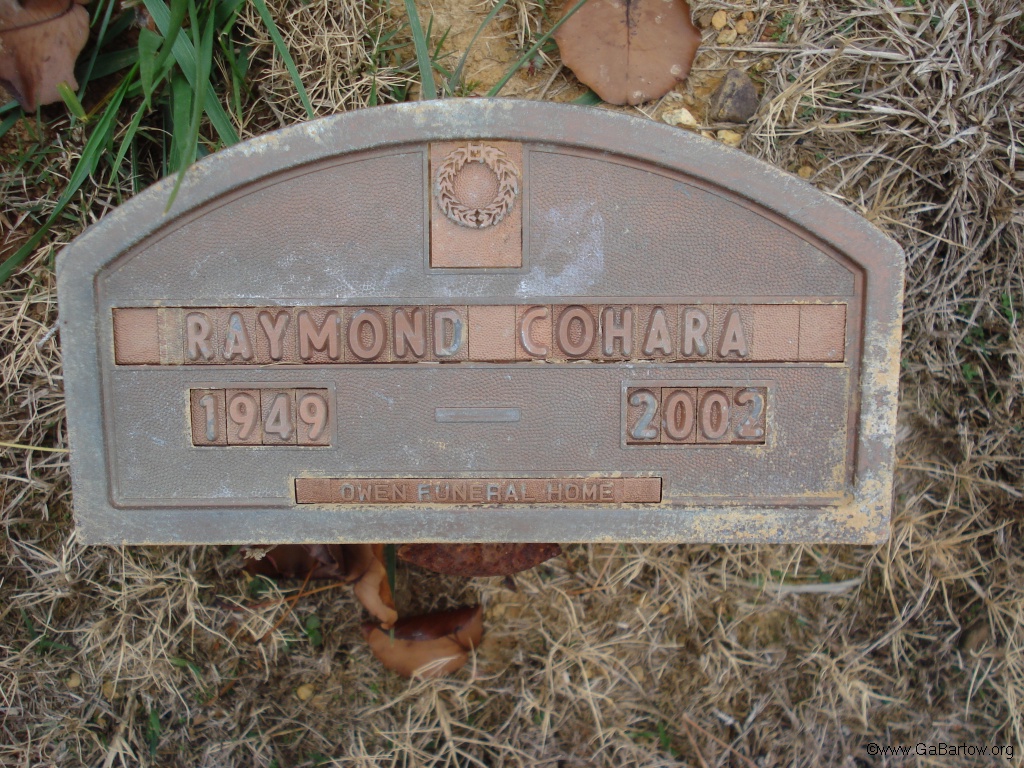 RAYMOND COHARA
1949 — 2002
OWEN FUNERAL HOME
©www.GaBartow.org